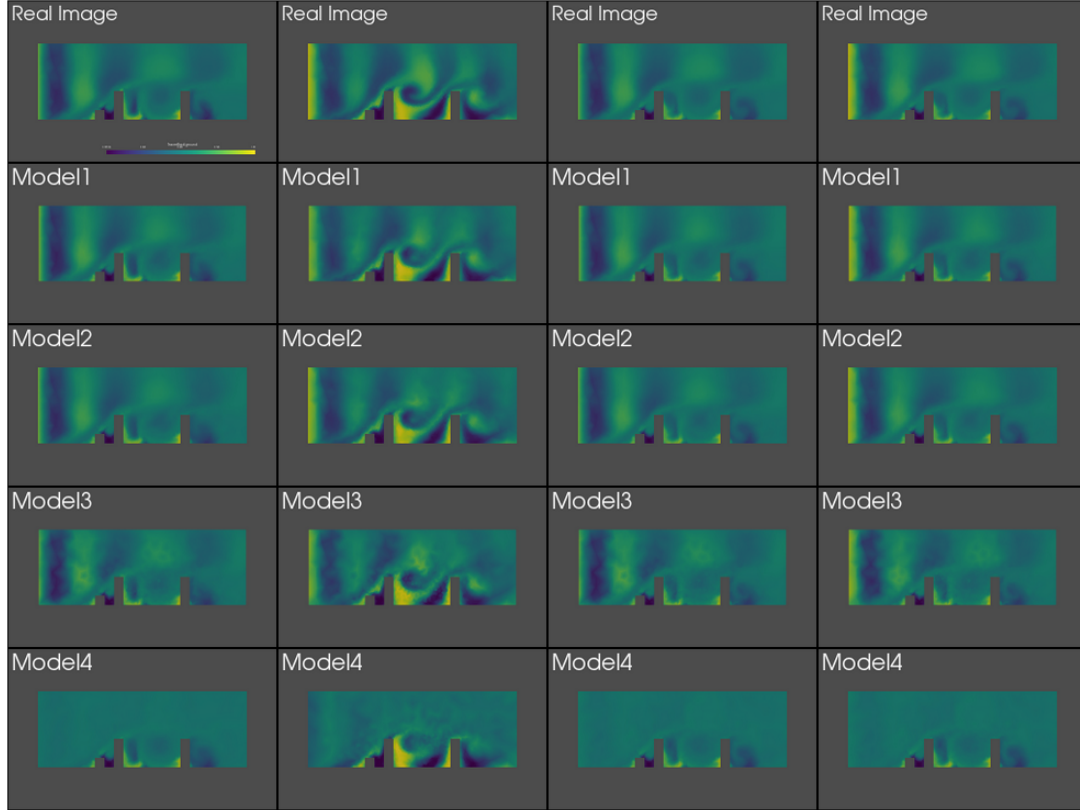 Real Image Real Image Real Image Real Image
Model1 Model1 Model1 Model1
Model2 Model2 Model2 Model2
Model3 Model3 Model3 Model3
Model4 Model4 Model4 Model4